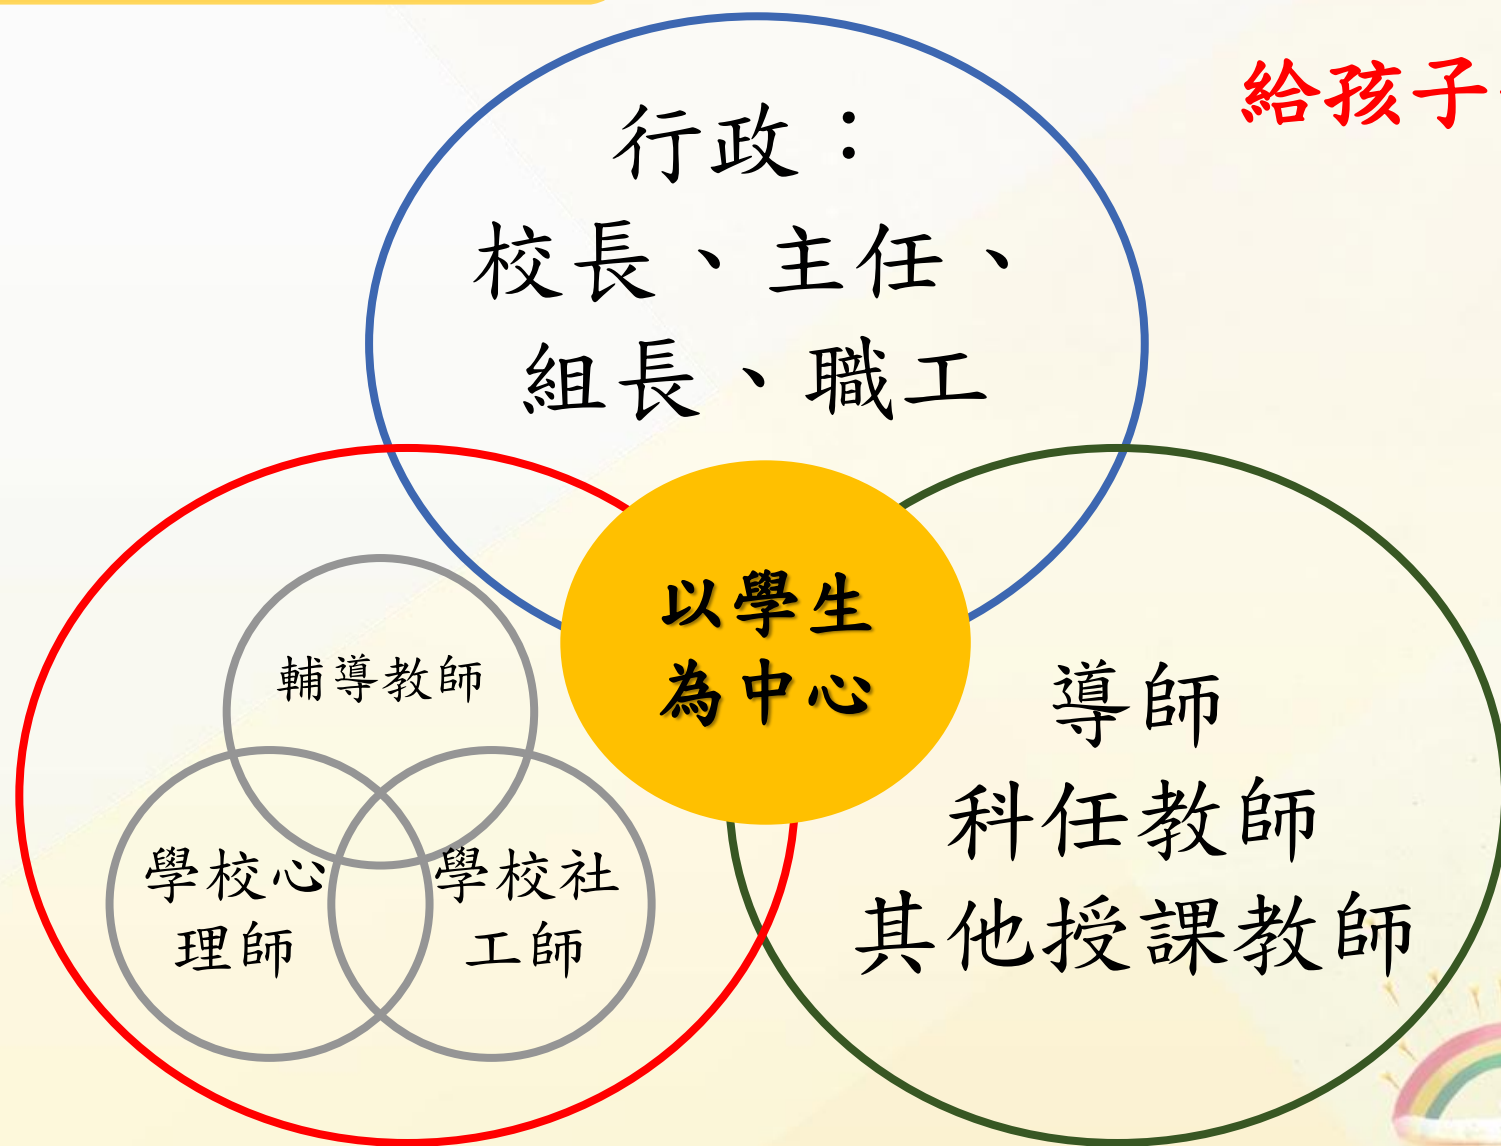 給孩子
行政：
校長、主任、
組長、職工
以學生
為中心
輔導教師
學校心
理師
學校社
工師
導師
科任教師
其他授課教師